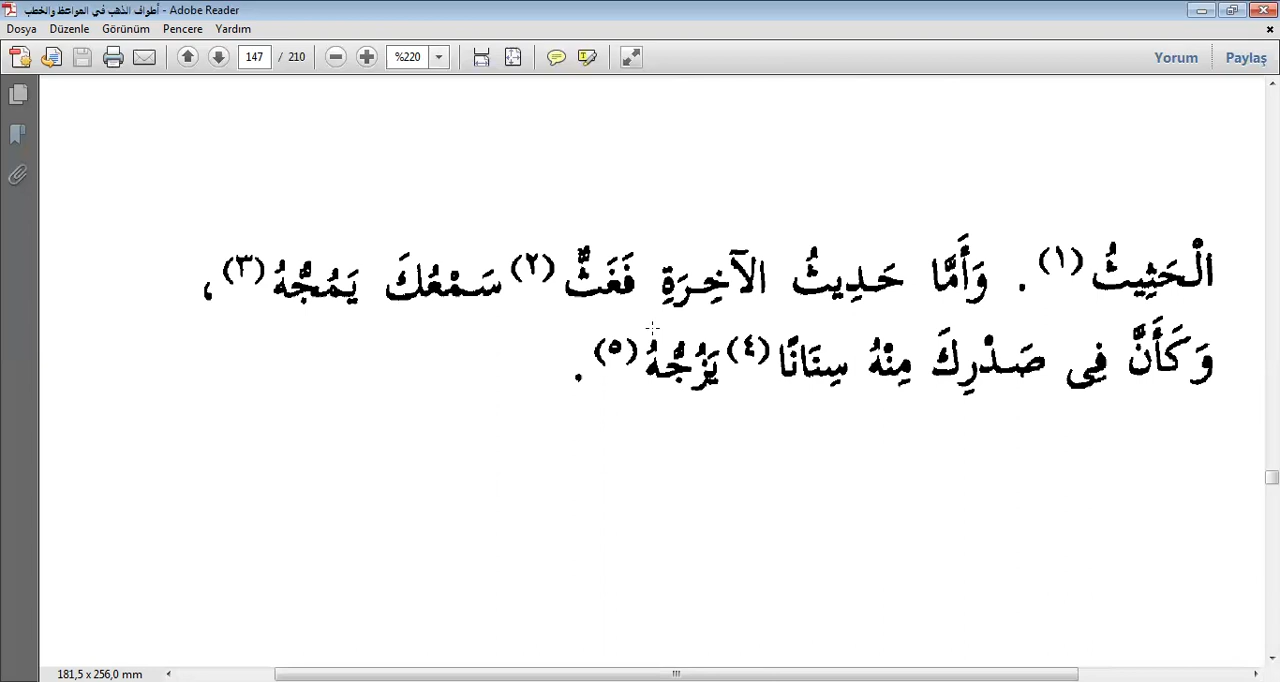 أطواف الذهب في المواعظ والخطب - Adobe Reader
Dosya Düzenle Görünüm Pencere Yardım
147 / 210 %220 Yorum Paylaş
الْحَثِيثُ (١) . وَأَمَّا حَدِيثُ الآخِرَةِ فَغَثٌّ (٢) سَمْعُكَ يَمُجُّهُ (٣) ،
وَكَأَنَّ فِى صَدْرِكَ مِنْهُ سِنَانًا (٤) يَزُجُّهُ (٥) .
181,5 x 256,0 mm